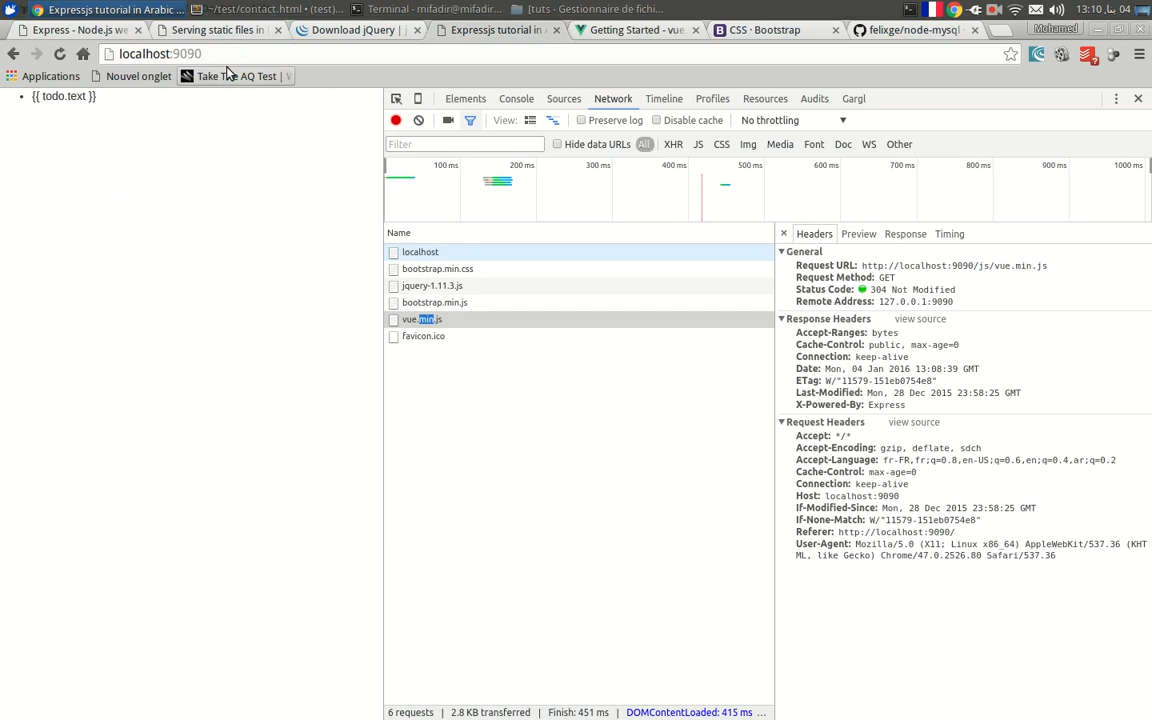 Expressjs tutorial in Arabic ...
~/test/contact.html • (test)...
Terminal - mifadir@mifadir...
[tuts - Gestionnaire de fichi...
13:10
Express - Node.js we
Serving static files in
Download jQuery |
Expressjs tutorial in
Getting Started - vue.
CSS · Bootstrap
felixge/node-mysql
Mohamed
localhost:9090
Applications
Nouvel onglet
Take The AQ Test |
• {{ todo.text }}
Elements
Console
Sources
Network
Timeline
Profiles
Resources
Audits
Gargl
View:
Preserve log
Disable cache
No throttling
Filter
Hide data URLs
All
XHR
JS
CSS
Img
Media
Font
Doc
WS
Other
100 ms
200 ms
300 ms
400 ms
500 ms
600 ms
700 ms
800 ms
900 ms
1000 ms
Name
localhost
bootstrap.min.css
jquery-1.11.3.js
bootstrap.min.js
vue.min.js
favicon.ico
Headers
Preview
Response
Timing
General
Request URL: http://localhost:9090/js/vue.min.js
Request Method: GET
Status Code: 304 Not Modified
Remote Address: 127.0.0.1:9090
Response Headers view source
Accept-Ranges: bytes
Cache-Control: public, max-age=0
Connection: keep-alive
Date: Mon, 04 Jan 2016 13:08:39 GMT
ETag: W/"11579-151eb0754e8"
Last-Modified: Mon, 28 Dec 2015 23:58:25 GMT
X-Powered-By: Express
Request Headers view source
Accept: */*
Accept-Encoding: gzip, deflate, sdch
Accept-Language: fr-FR,fr;q=0.8,en-US;q=0.6,en;q=0.4,ar;q=0.2
Cache-Control: max-age=0
Connection: keep-alive
Host: localhost:9090
If-Modified-Since: Mon, 28 Dec 2015 23:58:25 GMT
If-None-Match: W/"11579-151eb0754e8"
Referer: http://localhost:9090/
User-Agent: Mozilla/5.0 (X11; Linux x86_64) AppleWebKit/537.36 (KHT
ML, like Gecko) Chrome/47.0.2526.80 Safari/537.36
6 requests | 2.8 KB transferred | Finish: 451 ms | DOMContentLoaded: 415 ms ...